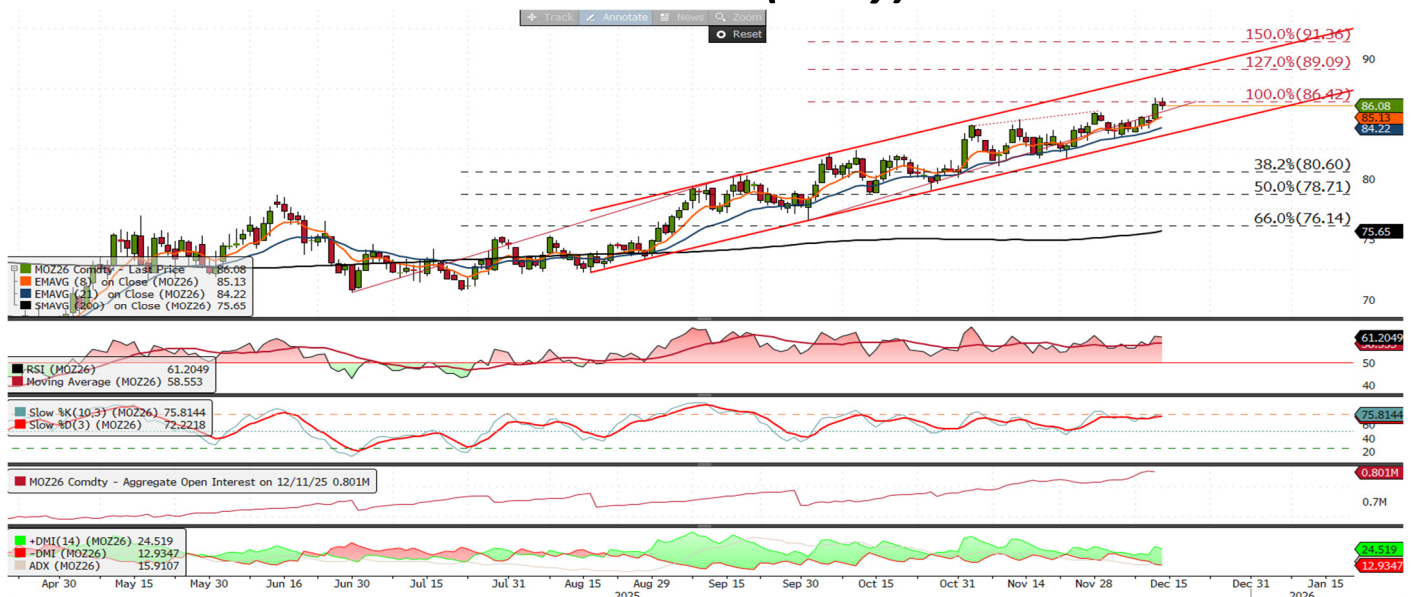 Track Annotate News Zoom
Reset
150.0%(91.36)
127.0%(89.09)
100.0%(86.42)
38.2%(80.60)
50.0%(78.71)
66.0%(76.14)
90
80
75
70
86.08
85.13
84.22
75.65
MOZ26 Comdty - Last Price 86.08
EMAVG (8) on Close (MOZ26) 85.13
EMAVG (21) on Close (MOZ26) 84.22
SMAVG (200) on Close (MOZ26) 75.65
RSI (MOZ26) 61.2049
Moving Average (MOZ26) 58.553
61.2049
50
40
Slow %K(10,3) (MOZ26) 75.8144
Slow %D(3) (MOZ26) 72.2218
75.8144
60
40
20
MOZ26 Comdty - Aggregate Open Interest on 12/11/25 0.801M
0.801M
0.7M
+DMI(14) (MOZ26) 24.519
-DMI (MOZ26) 12.9347
ADX (MOZ26) 15.9107
24.519
12.9347
Apr 30 May 15 May 30 Jun 16 Jun 30 Jul 15 Jul 31 Aug 15 Aug 29 Sep 15 Sep 30 Oct 15 Oct 31 Nov 14 Nov 28 Dec 15 Dec 31 Jan 15
2025 2026